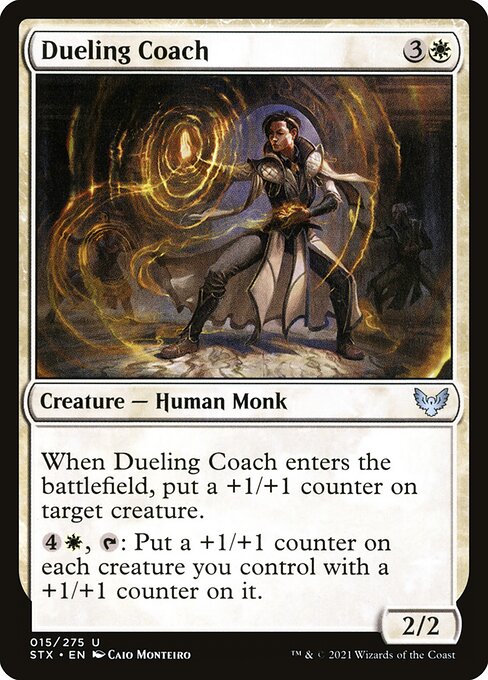 Dueling Coach 3
Creature — Human Monk
When Dueling Coach enters the
battlefield, put a +1/+1 counter on
target creature.
4 , : Put a +1/+1 counter on
each creature you control with a
+1/+1 counter on it.
2/2
015/275 U
STX • EN Caio Monteiro
™ & © 2021 Wizards of the Coast